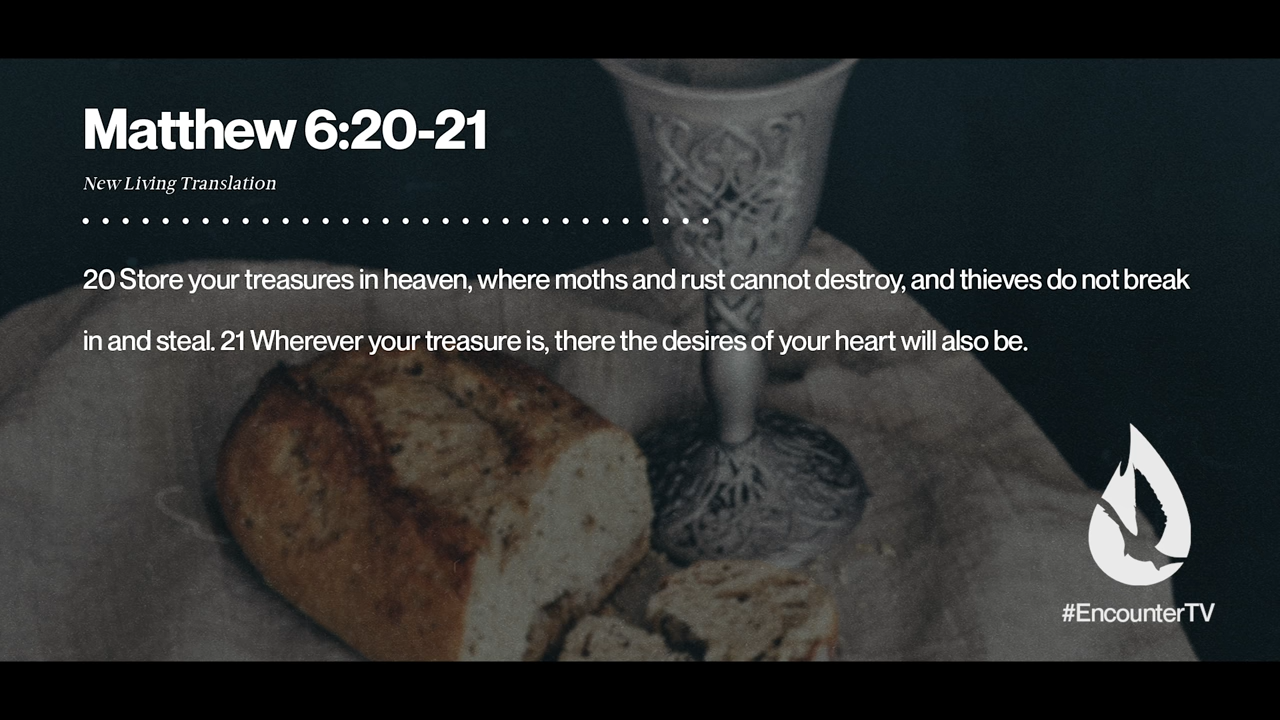 Matthew 6:20-21
New Living Translation
20 Store your treasures in heaven, where moths and rust cannot destroy, and thieves do not break
in and steal. 21 Wherever your treasure is, there the desires of your heart will also be.
#EncounterTV